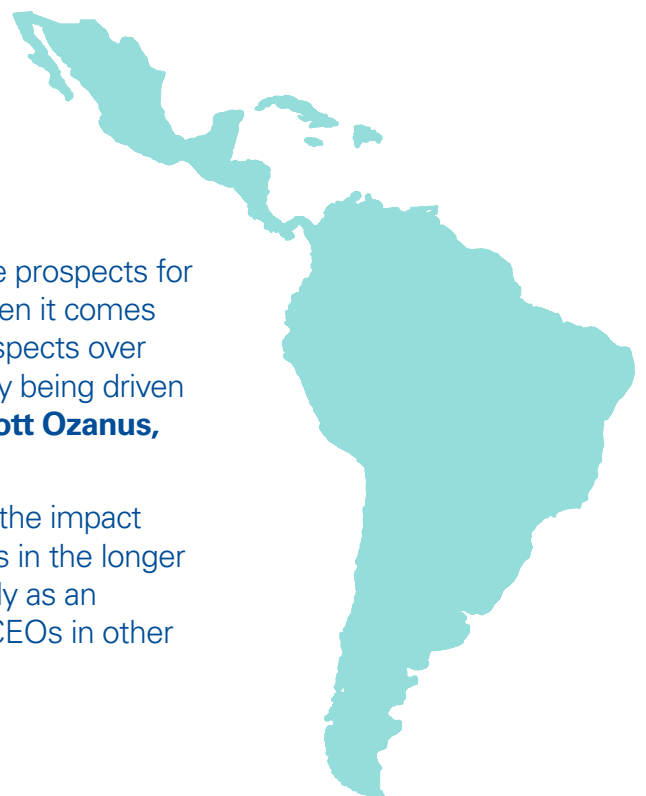 e prospects for
en it comes
spects over
y being driven
ott Ozanus,
the impact
s in the longer
ly as an
CEOs in other